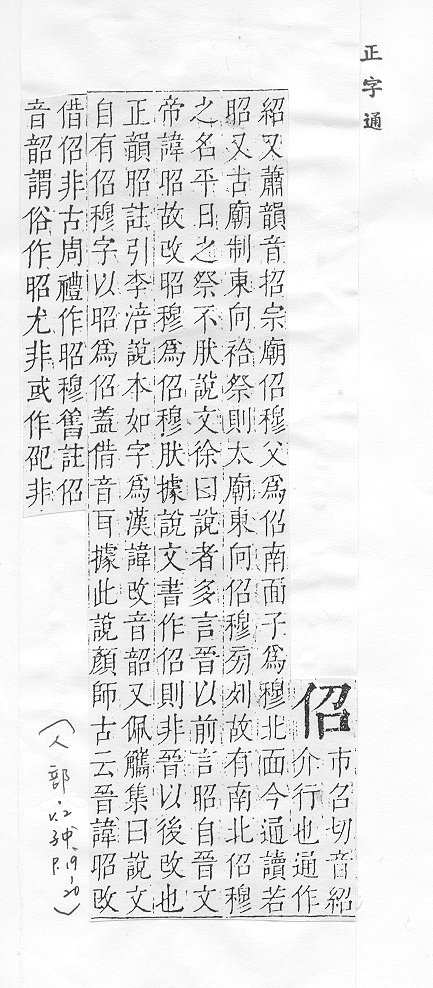 正字通
佋
市召切音紹
介行也通作
紹又蕭韻音招宗廟佋穆父爲佋南面子爲穆北面今通讀若
昭又古廟制東向祫祭則太廟東向佋穆旁列故有南北佋穆
之名平日之祭不肰說文徐曰說者多言晉以前言昭自晉文
帝諱昭故改昭穆爲佋穆肰據說文書作佋則非晉以後改也
正韻昭註引李涪說本如字爲漢諱改音韶又佩觿集曰說文
自有佋穆字以昭爲佋蓋借音耳據此說顏師古云晉諱昭改
借佋非古周禮作昭穆舊註佋
音韶謂俗作昭尤非或作非
(人部. v.2 子 P.19-20)